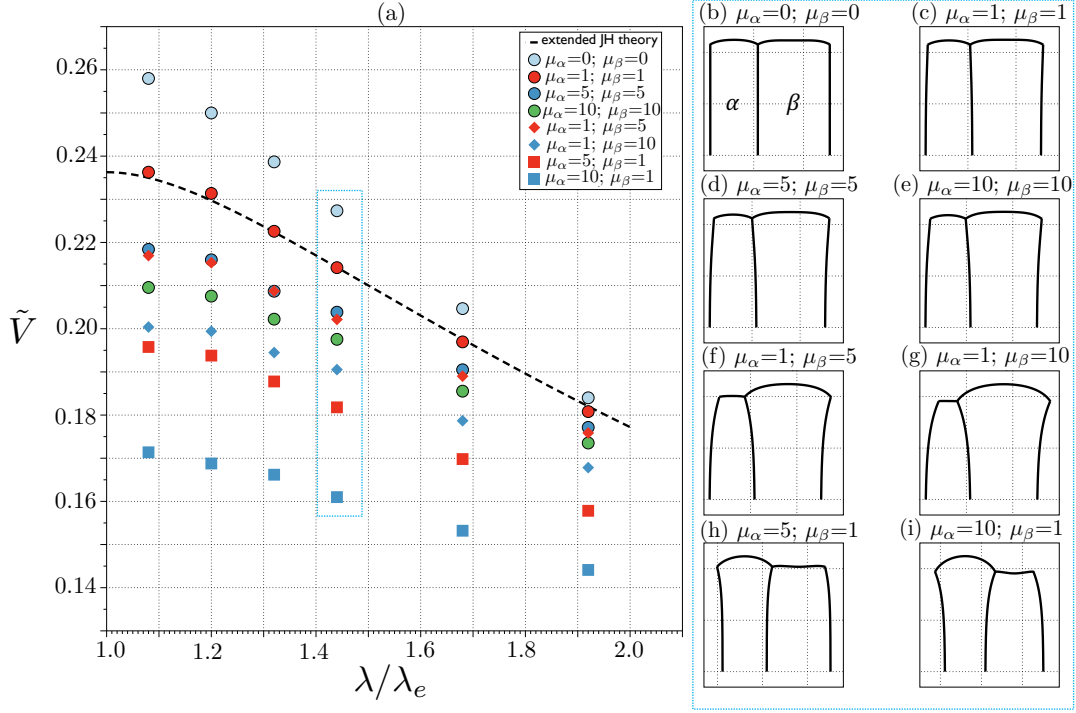 (a)
0.26
0.24
0.22
0.20
0.18
0.16
0.14
Ṽ
1.0 1.2 1.4 1.6 1.8 2.0
λ/λₑ
extended JH theory
μα=0; μβ=0
μα=1; μβ=1
μα=5; μβ=5
μα=10; μβ=10
μα=1; μβ=5
μα=1; μβ=10
μα=5; μβ=1
μα=10; μβ=1
(b) μα=0; μβ=0
α β
(c) μα=1; μβ=1
(d) μα=5; μβ=5
(e) μα=10; μβ=10
(f) μα=1; μβ=5
(g) μα=1; μβ=10
(h) μα=5; μβ=1
(i) μα=10; μβ=1